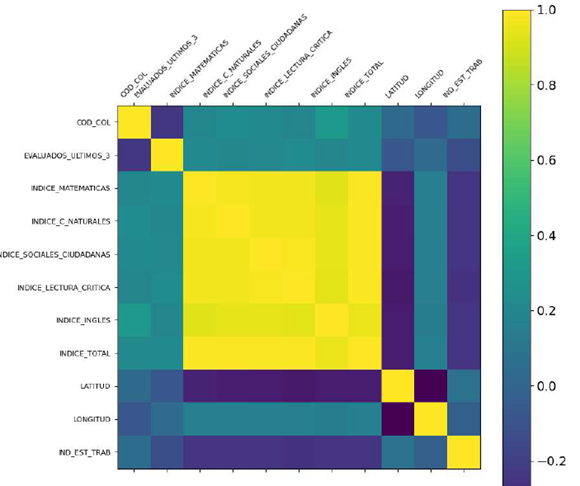 COD_COL
EVALUADOS_ULTIMOS_3
INDICE_MATEMATICAS
INDICE_C_NATURALES
INDICE_SOCIALES_CIUDADANAS
INDICE_LECTURA_CRITICA
INDICE_INGLES
INDICE_TOTAL
LATITUD
LONGITUD
IND_EST_TRAB
1.0
0.8
0.6
0.4
0.2
0.0
−0.2
COD_COL
EVALUADOS_ULTIMOS_3
INDICE_MATEMATICAS
INDICE_C_NATURALES
NDICE_SOCIALES_CIUDADANAS
INDICE_LECTURA_CRITICA
INDICE_INGLES
INDICE_TOTAL
LATITUD
LONGITUD
IND_EST_TRAB